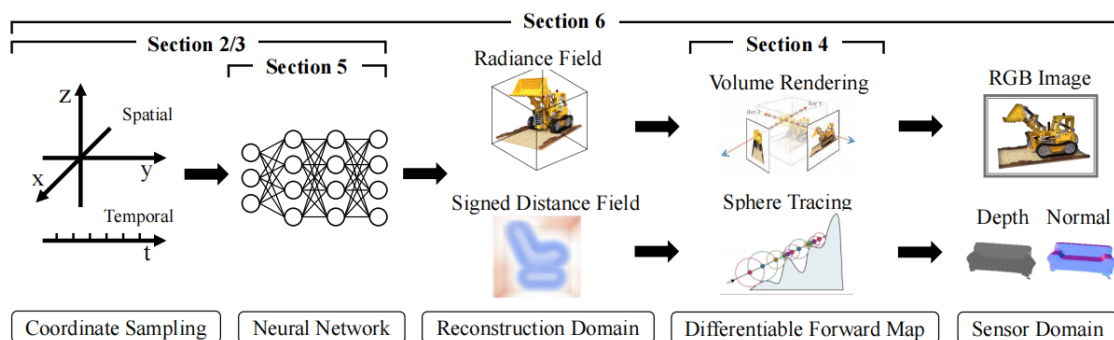 Section 6
Section 2/3
Section 5
Section 4
Radiance Field
Volume Rendering
RGB Image
Z
Spatial
x
y
Temporal
t
Signed Distance Field
Sphere Tracing
Depth
Normal
Coordinate Sampling
Neural Network
Reconstruction Domain
Differentiable Forward Map
Sensor Domain